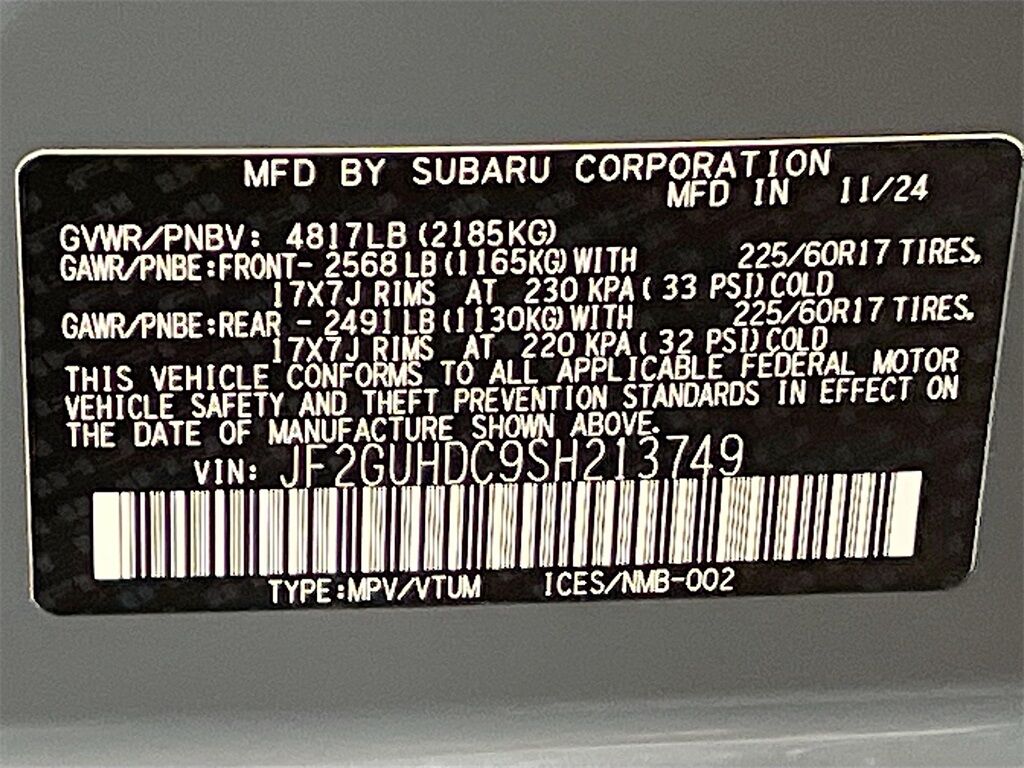 MFD BY SUBARU CORPORATION
MFD IN 11/24
GVWR/PNBV: 4817LB (2185KG)
GAWR/PNBE:FRONT- 2568 LB (1165KG) WITH 225/60R17 TIRES,
17X7J RIMS AT 230 KPA ( 33 PSI) COLD
GAWR/PNBE:REAR - 2491 LB (1130KG) WITH 225/60R17 TIRES,
17X7J RIMS AT 220 KPA ( 32 PSI) COLD
THIS VEHICLE CONFORMS TO ALL APPLICABLE FEDERAL MOTOR
VEHICLE SAFETY AND THEFT PREVENTION STANDARDS IN EFFECT ON
THE DATE OF MANUFACTURE SHOWN ABOVE.
VIN: JF2GUHDC9SH213749
TYPE:MPV/VTUM ICES/NMB-002